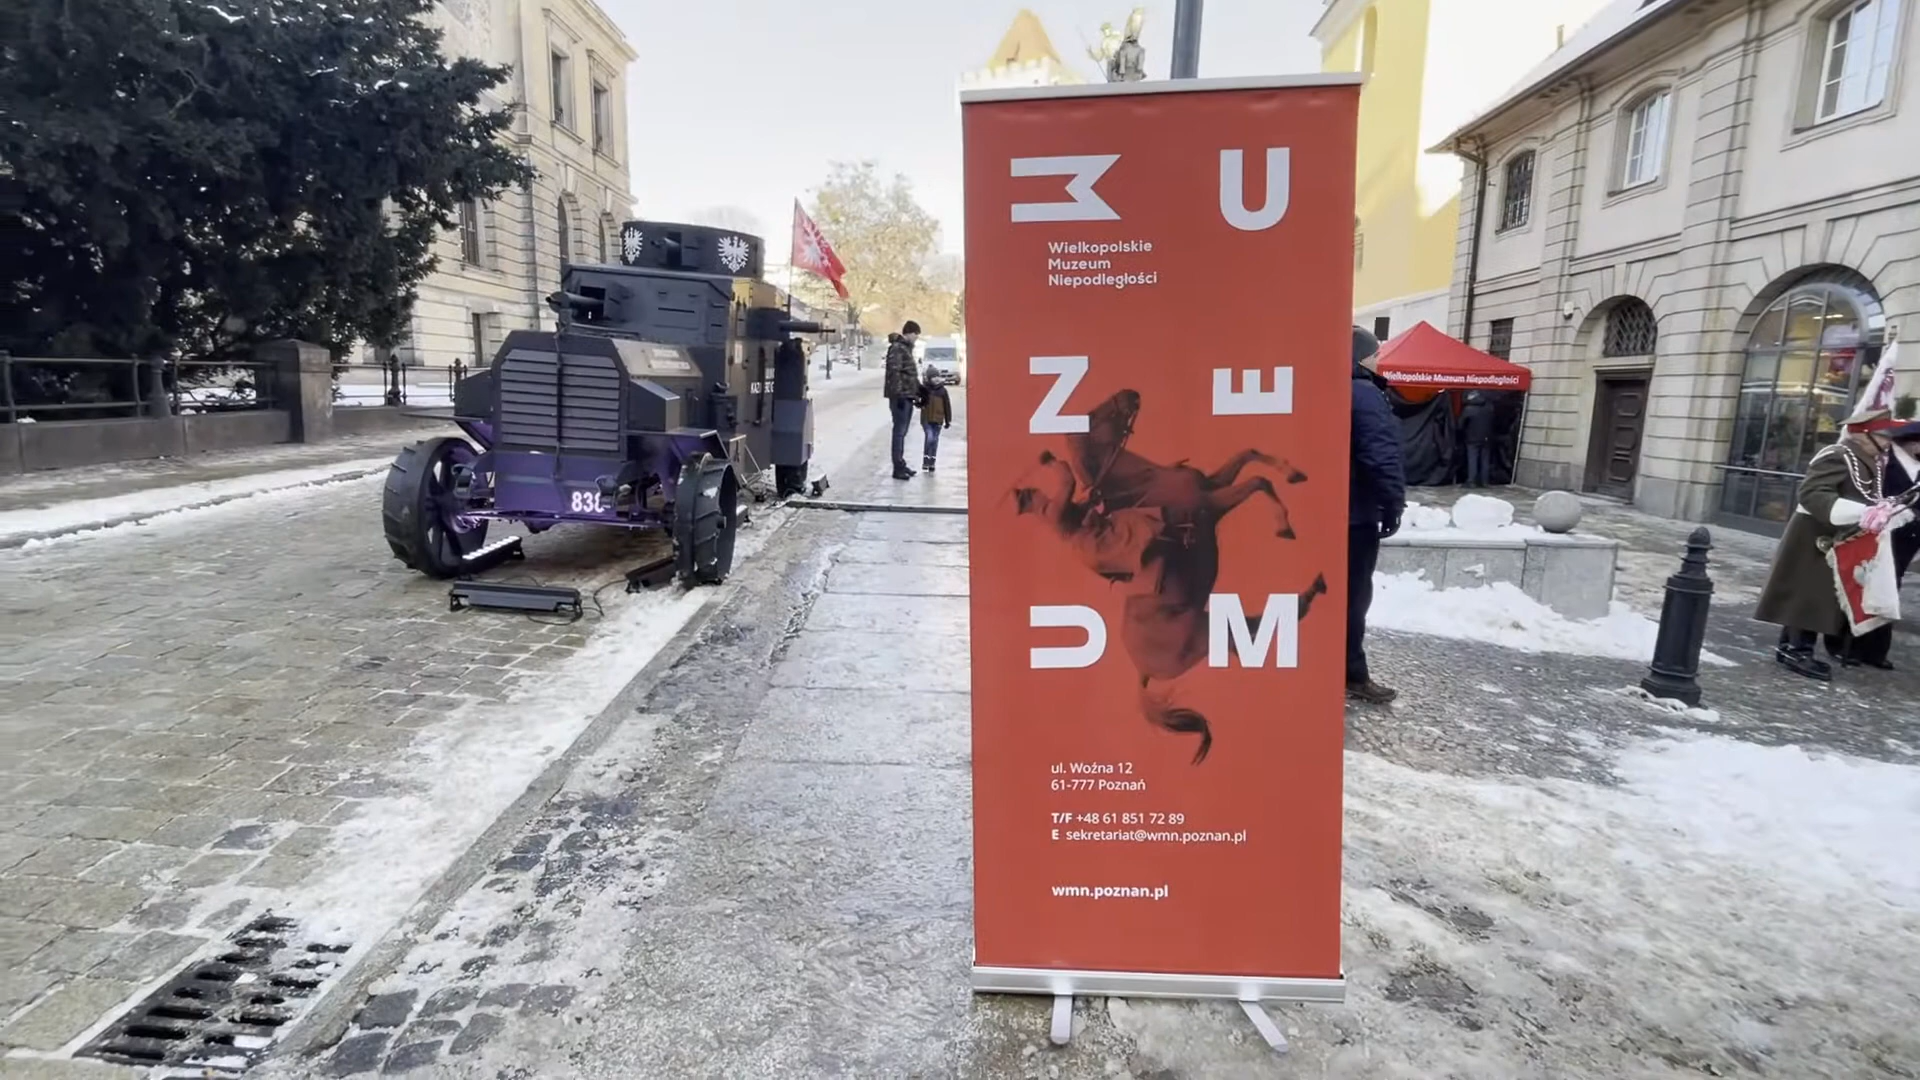 M U
Wielkopolskie
Muzeum
Niepodległości
Z E
U M
ul. Woźna 12
61-777 Poznań
T/F +48 61 851 72 89
E sekretariat@wmn.poznan.pl
wmn.poznan.pl
Wielkopolskie Muzeum Niepodległości